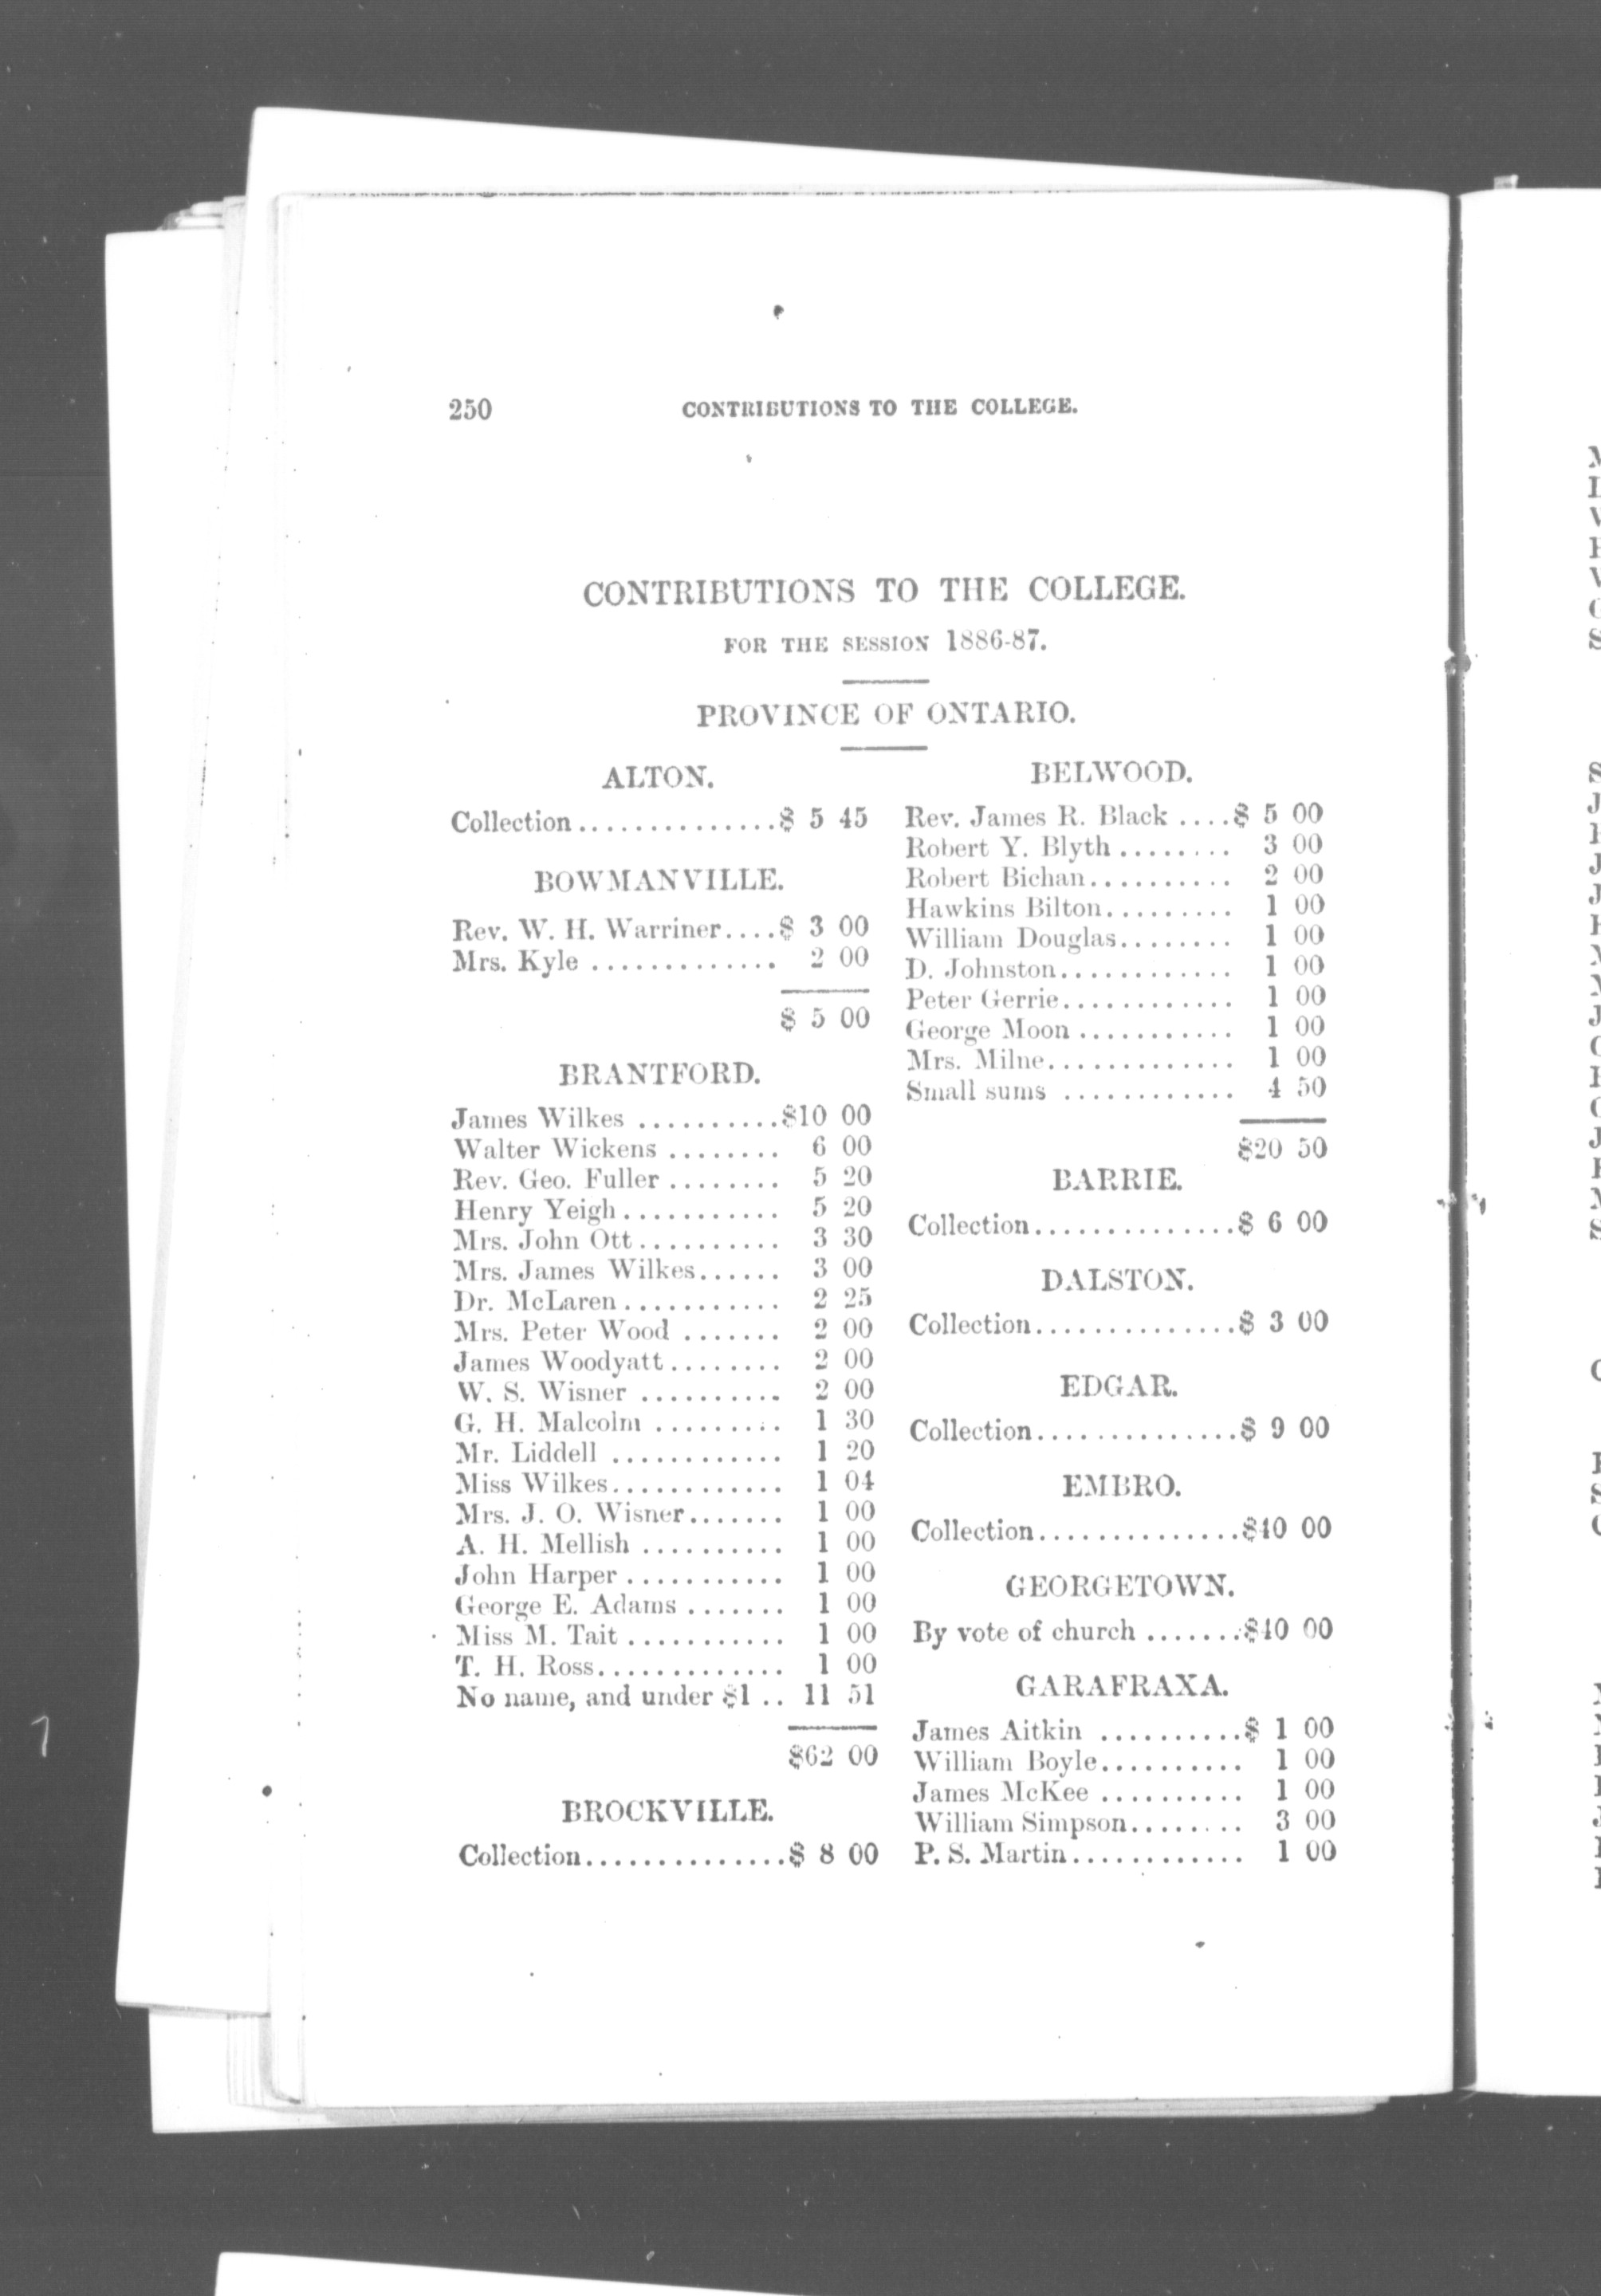 250 CONTRIBUTIONS TO THE COLLEGE.
CONTRIBUTIONS TO THE COLLEGE.
FOR THE SESSION 1886-87.
PROVINCE OF ONTARIO.
ALTON.
Collection..............$ 5 45
BOWMANVILLE.
Rev. W. H. Warriner....$ 3 00
Mrs. Kyle ............. 2 00
$ 5 00
BRANTFORD.
James Wilkes ..........$10 00
Walter Wickens ........ 6 00
Rev. Geo. Fuller ........ 5 20
Henry Yeigh........... 5 20
Mrs. John Ott.......... 3 30
Mrs. James Wilkes...... 3 00
Dr. McLaren........... 2 25
Mrs. Peter Wood ....... 2 00
James Woodyatt........ 2 00
W. S. Wisner .......... 2 00
G. H. Malcolm ......... 1 30
Mr. Liddell ............ 1 20
Miss Wilkes............ 1 04
Mrs. J. O. Wisner....... 1 00
A. H. Mellish .......... 1 00
John Harper ........... 1 00
George E. Adams ....... 1 00
Miss M. Tait ........... 1 00
T. H. Ross............. 1 00
No name, and under $1 .. 11 51
$62 00
BROCKVILLE.
Collection..............$ 8 00
BELWOOD.
Rev. James R. Black ....$ 5 00
Robert Y. Blyth ........ 3 00
Robert Bichan.......... 2 00
Hawkins Bilton......... 1 00
William Douglas........ 1 00
D. Johnston............ 1 00
Peter Gerrie............ 1 00
George Moon ........... 1 00
Mrs. Milne............. 1 00
Small sums ............ 4 50
$20 50
BARRIE.
Collection..............$ 6 00
DALSTON.
Collection..............$ 3 00
EDGAR.
Collection..............$ 9 00
EMBRO.
Collection..............$40 00
GEORGETOWN.
By vote of church .......$40 00
GARAFRAXA.
James Aitkin ..........$ 1 00
William Boyle.......... 1 00
James McKee .......... 1 00
William Simpson........ 3 00
P. S. Martin............ 1 00